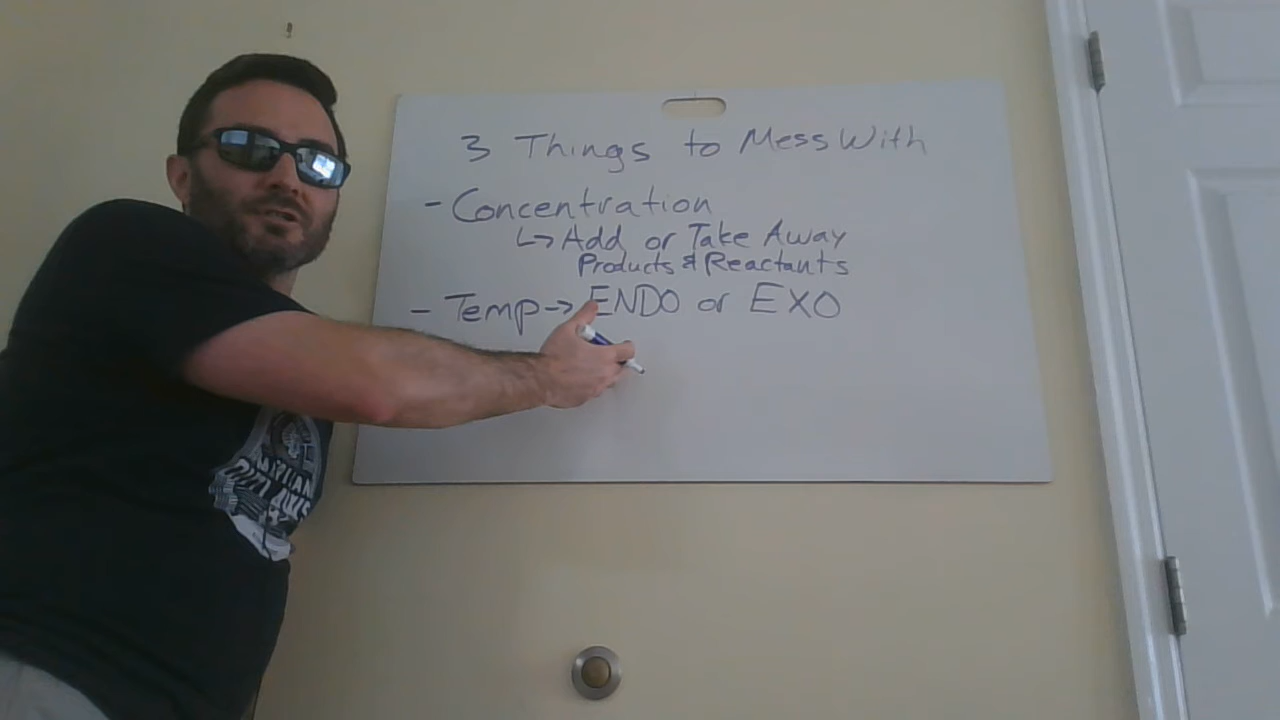 3 Things to Mess With
- Concentration
↳ Add or Take Away
Products & Reactants
- Temp → ENDO or EXO